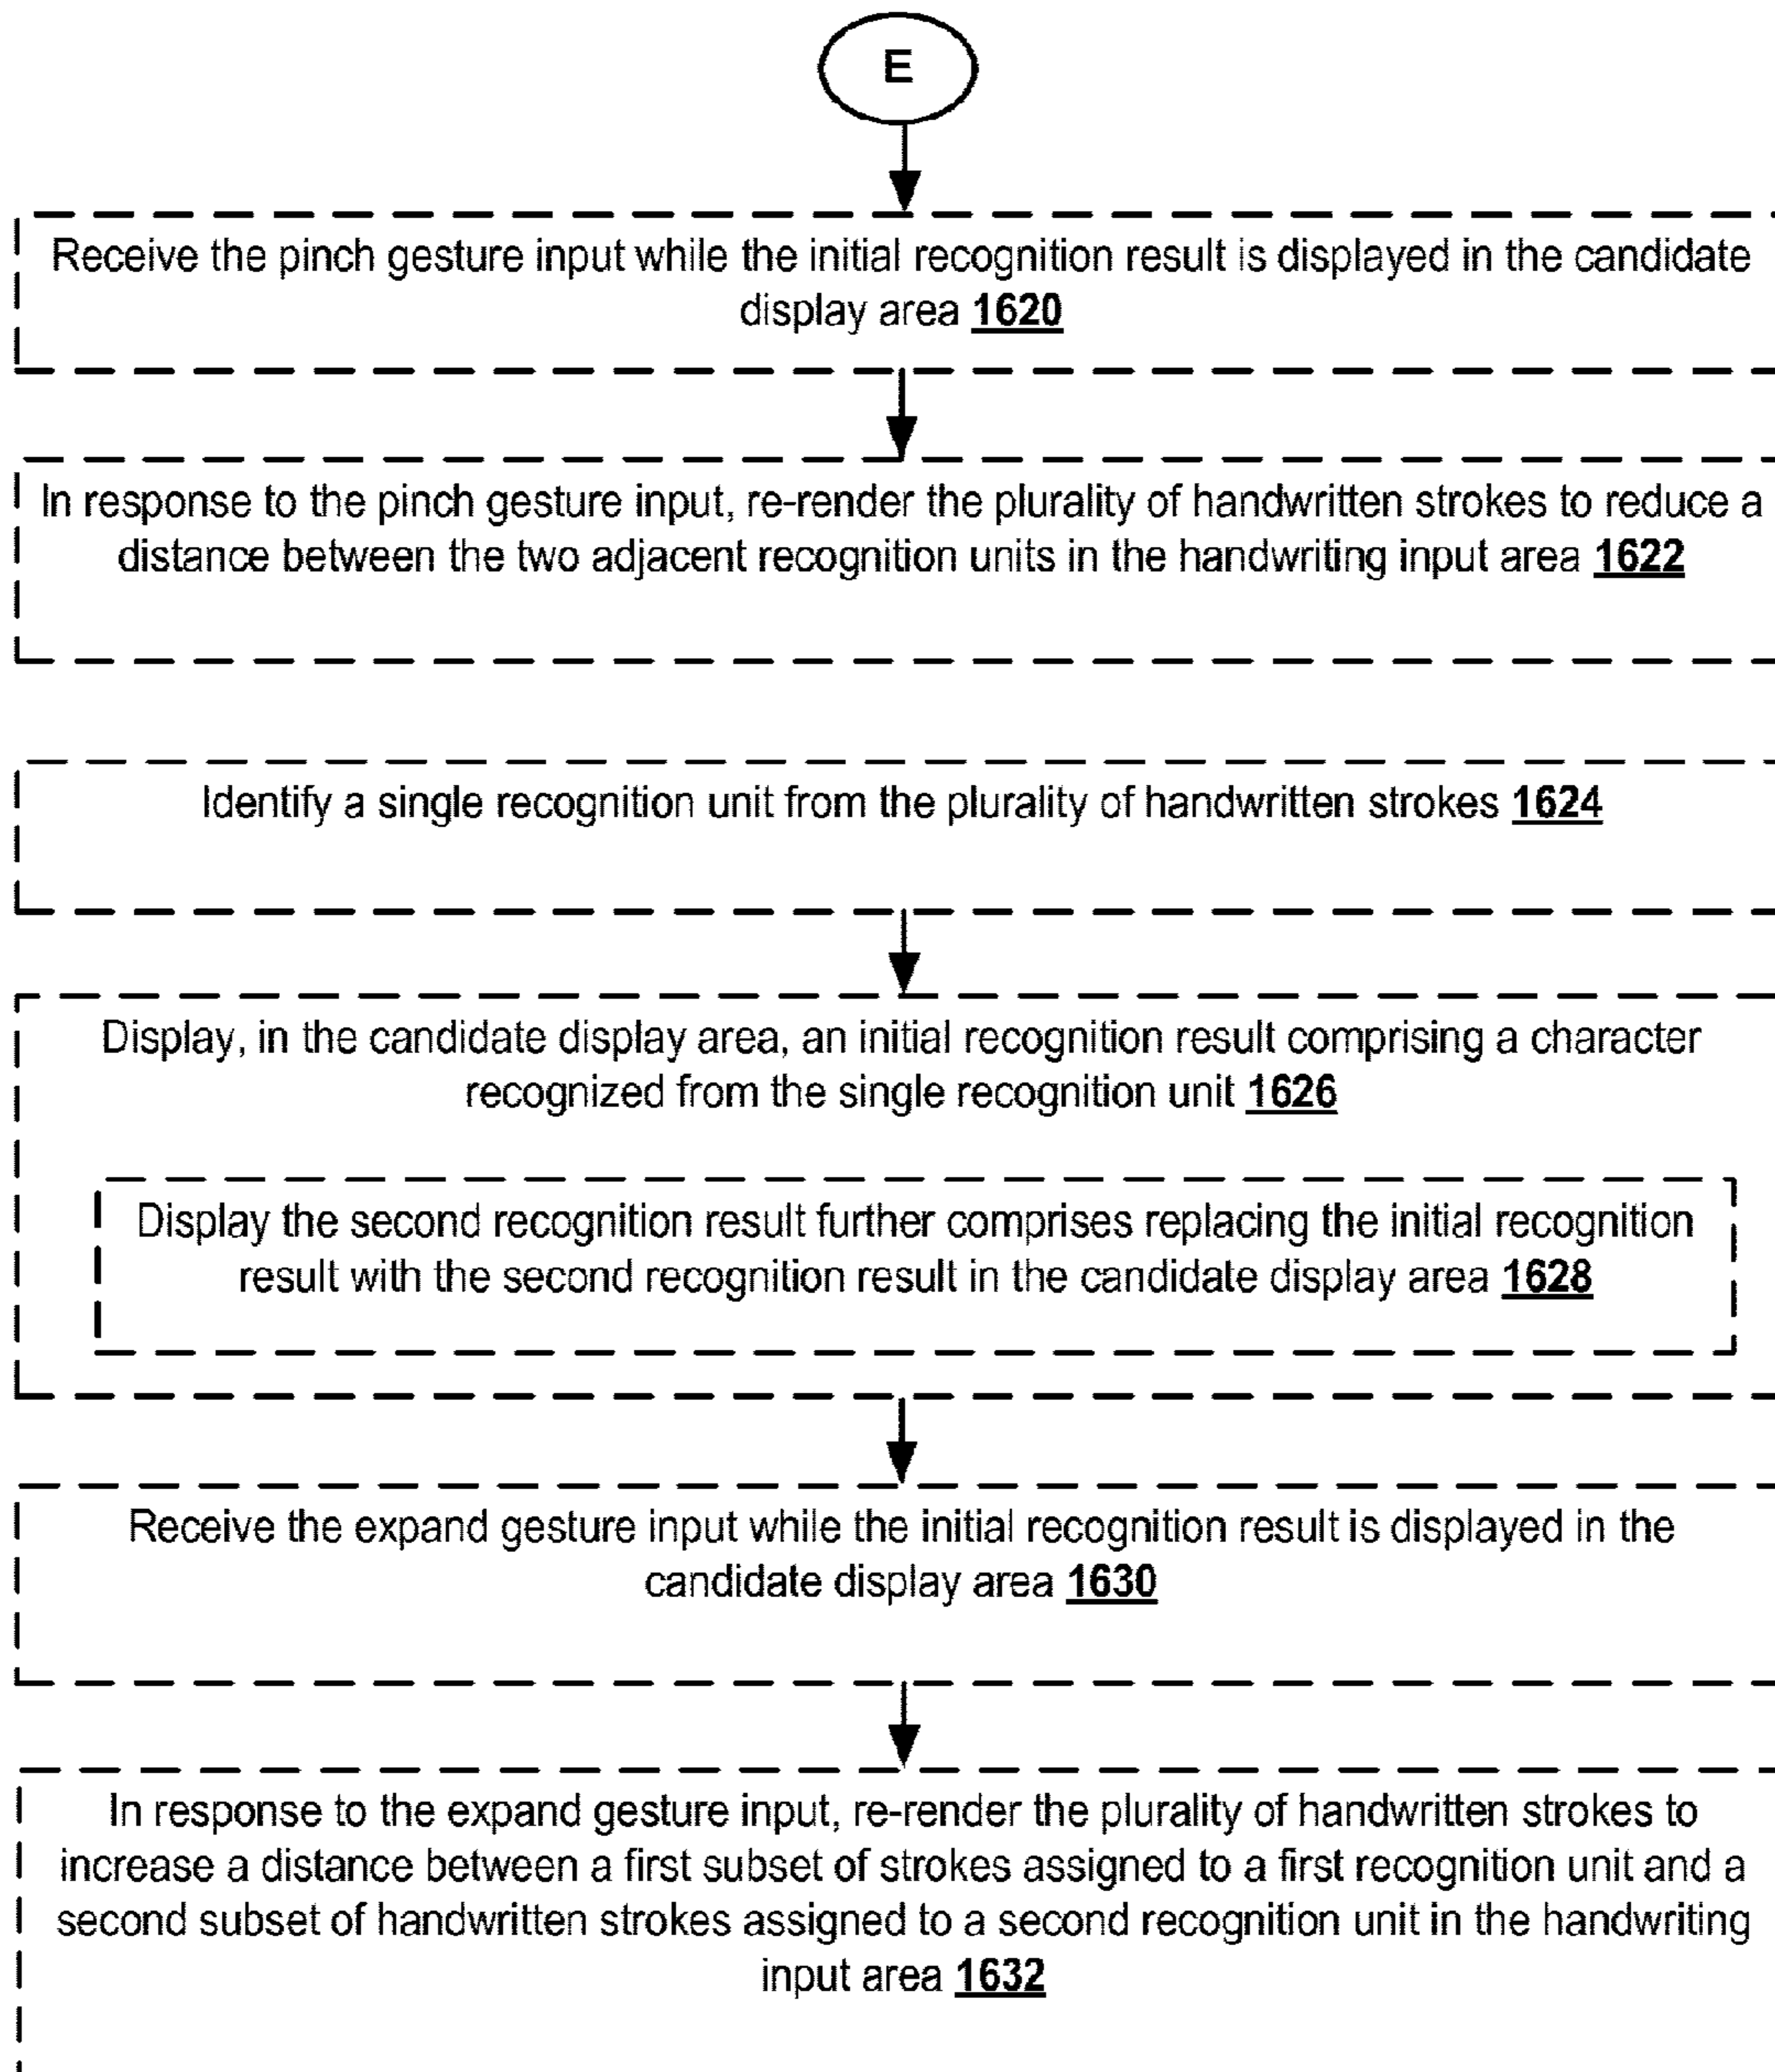 E
Receive the pinch gesture input while the initial recognition result is displayed in the candidate
display area 1620
In response to the pinch gesture input, re-render the plurality of handwritten strokes to reduce a
distance between the two adjacent recognition units in the handwriting input area 1622
Identify a single recognition unit from the plurality of handwritten strokes 1624
Display, in the candidate display area, an initial recognition result comprising a character
recognized from the single recognition unit 1626
Display the second recognition result further comprises replacing the initial recognition
result with the second recognition result in the candidate display area 1628
Receive the expand gesture input while the initial recognition result is displayed in the
candidate display area 1630
In response to the expand gesture input, re-render the plurality of handwritten strokes to
increase a distance between a first subset of strokes assigned to a first recognition unit and a
second subset of handwritten strokes assigned to a second recognition unit in the handwriting
input area 1632